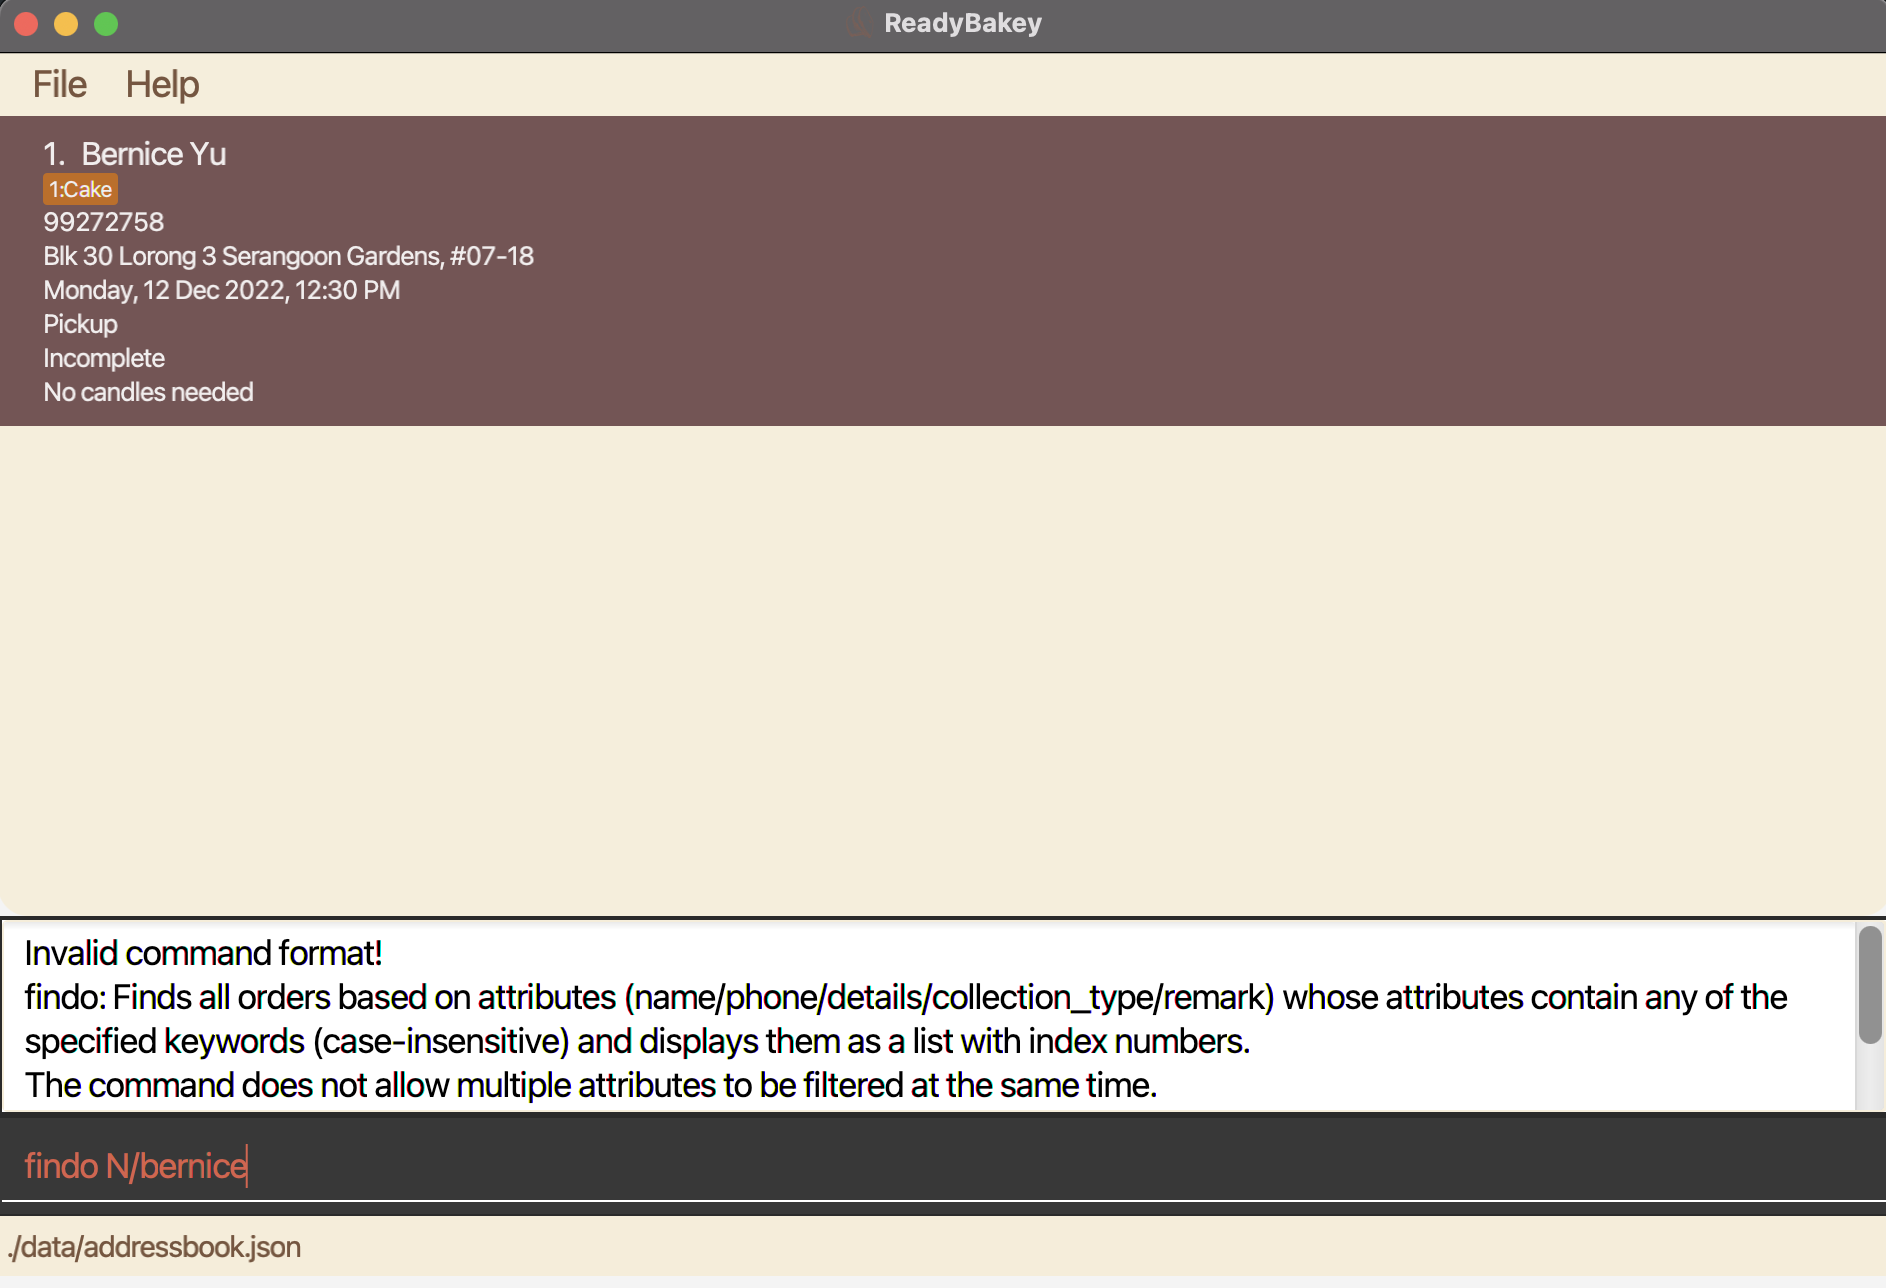 ReadyBakey
File Help
1. Bernice Yu
1:Cake
99272758
Blk 30 Lorong 3 Serangoon Gardens, #07-18
Monday, 12 Dec 2022, 12:30 PM
Pickup
Incomplete
No candles needed
Invalid command format!
findo: Finds all orders based on attributes (name/phone/details/collection_type/remark) whose attributes contain any of the
specified keywords (case-insensitive) and displays them as a list with index numbers.
The command does not allow multiple attributes to be filtered at the same time.
findo N/bernice
./data/addressbook.json